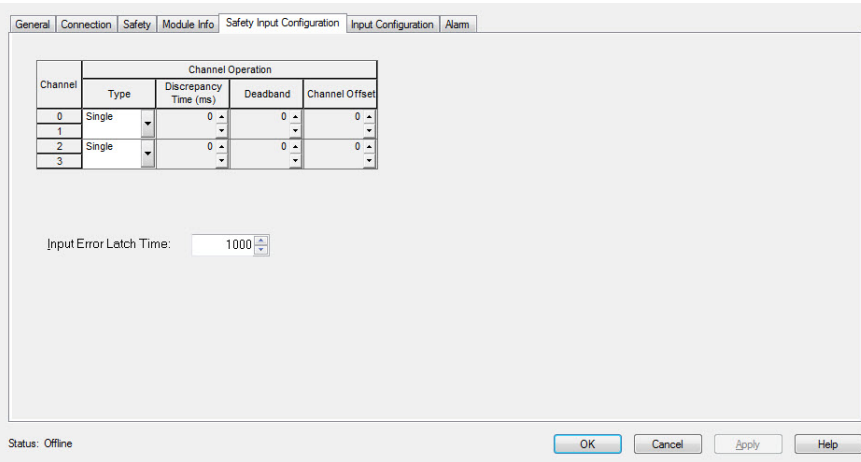 General Connection Safety Module Info Safety Input Configuration Input Configuration Alarm
Channel Operation
Channel Type Discrepancy Time (ms) Deadband Channel Offset
0 Single 0 0 0
1
2 Single 0 0 0
3
Input Error Latch Time: 1000
Status: Offline OK Cancel Apply Help